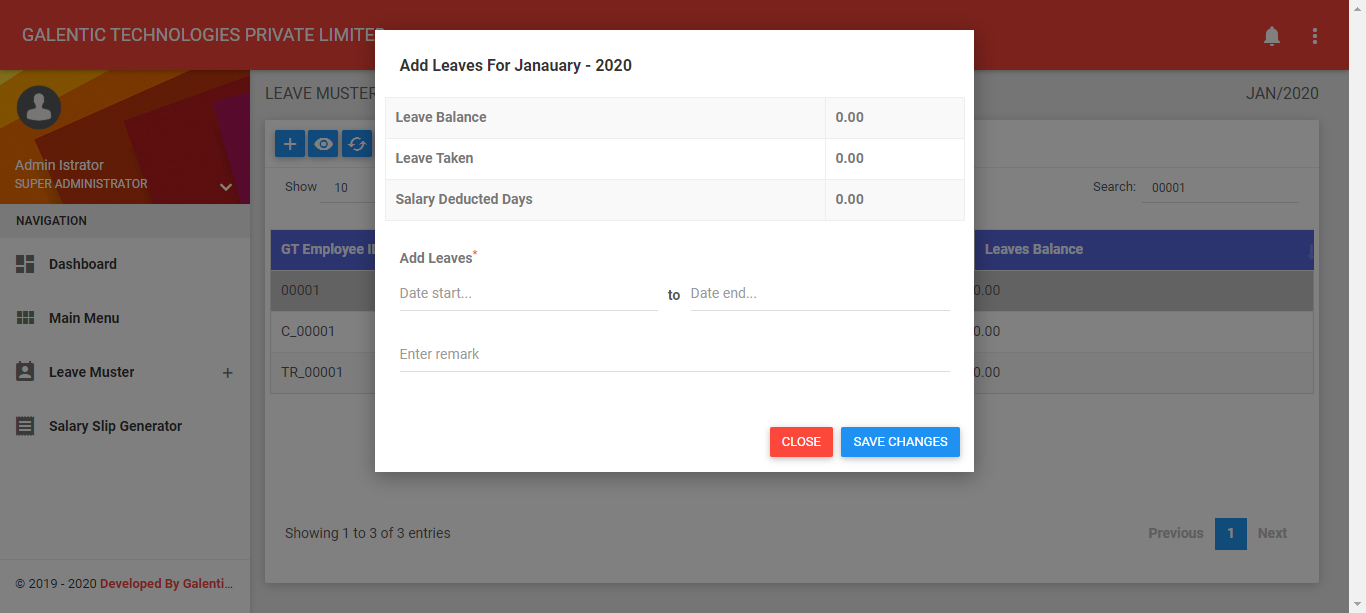 GALENTIC TECHNOLOGIES PRIVATE LIMITE
Add Leaves For Janauary - 2020
LEAVE MUSTER
JAN/2020
Leave Balance 0.00
Leave Taken 0.00
Salary Deducted Days 0.00
Admin Istrator
SUPER ADMINISTRATOR
Show 10
Search: 00001
NAVIGATION
GT Employee I
Leaves Balance
Add Leaves*
Dashboard
00001
0.00
Date start... to Date end...
Main Menu
C_00001
0.00
Enter remark
Leave Muster +
TR_00001
0.00
Salary Slip Generator
CLOSE SAVE CHANGES
Showing 1 to 3 of 3 entries
Previous 1 Next
© 2019 - 2020 Developed By Galenti...